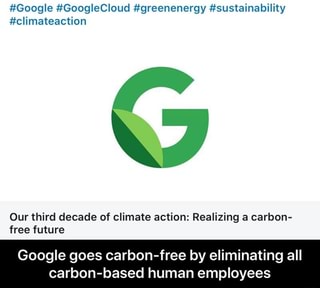 #Google #GoogleCloud #greenenergy #sustainability
#climateaction
G
Our third decade of climate action: Realizing a carbon-
free future
Google goes carbon-free by eliminating all
carbon-based human employees